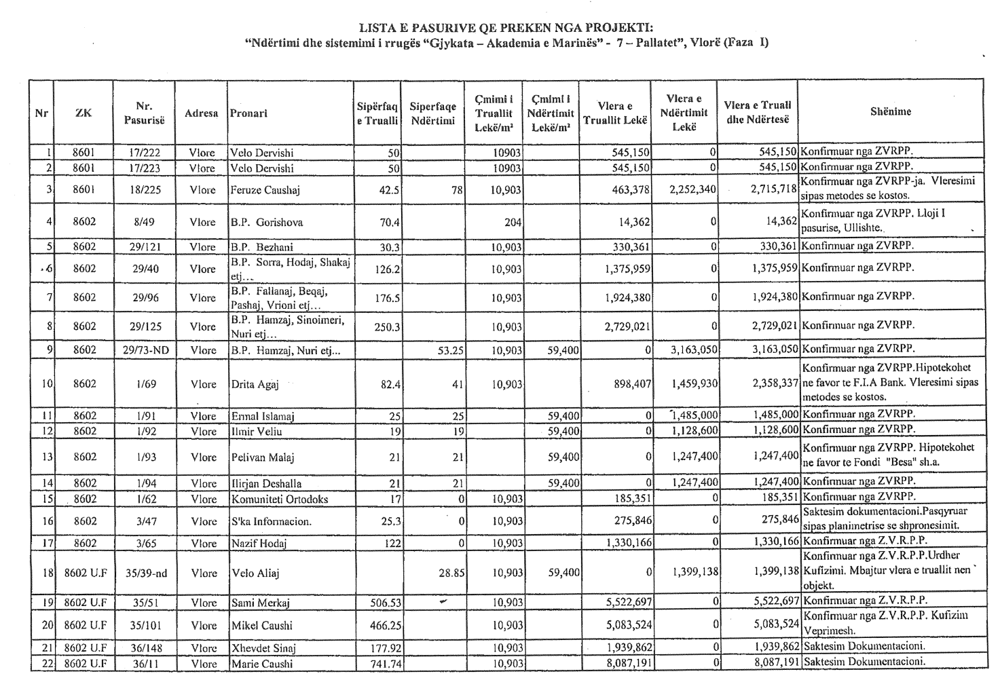 LISTA E PASURIVE QE PREKEN NGA PROJEKTI:
“Ndërtimi dhe sistemimi i rrugës “Gjykata – Akademia e Marinës” - 7 – Pallatet”, Vlorë (Faza I)
Nr ZK Nr. Pasurisë Adresa Pronari Sipërfaq e Trualli Siperfaqe Ndërtimi Çmimi i Truallit Lekë/m² Çmimi i Ndërtimit Lekë/m² Vlera e Truallit Lekë Vlera e Ndërtimit Lekë Vlera e Truall dhe Ndërtesë Shënime
1 8601 17/222 Vlore Velo Dervishi 50 10903 545,150 0 545,150 Konfirmuar nga ZVRPP.
2 8601 17/223 Vlore Velo Dervishi 50 10903 545,150 0 545,150 Konfirmuar nga ZVRPP.
3 8601 18/225 Vlore Feruze Caushaj 42.5 78 10,903 463,378 2,252,340 2,715,718 Konfirmuar nga ZVRPP-ja. Vleresimi
sipas metodes se kostos.
4 8602 8/49 Vlore B.P. Gorishova 70.4 204 14,362 0 14,362 Konfirmuar nga ZVRPP. Lloji I
pasurise, Ullishte.
5 8602 29/121 Vlore B.P. Bezhani 30.3 10,903 330,361 0 330,361 Konfirmuar nga ZVRPP.
6 8602 29/40 Vlore B.P. Sorra, Hodaj, Shakaj
etj... 126.2 10,903 1,375,959 0 1,375,959 Konfirmuar nga ZVRPP.
7 8602 29/96 Vlore B.P. Fallanaj, Beqaj,
Pashaj, Vrioni etj... 176.5 10,903 1,924,380 0 1,924,380 Konfirmuar nga ZVRPP.
8 8602 29/125 Vlore B.P. Hamzaj, Sinoimeri,
Nuri etj... 250.3 10,903 2,729,021 0 2,729,021 Konfirmuar nga ZVRPP.
9 8602 29/73-ND Vlore B.P. Hamzaj, Nuri etj... 53.25 10,903 59,400 0 3,163,050 3,163,050 Konfirmuar nga ZVRPP.
10 8602 1/69 Vlore Drita Agaj 82.4 41 10,903 898,407 1,459,930 2,358,337 Konfirmuar nga ZVRPP.Hipotekohet
ne favor te F.I.A Bank. Vleresimi sipas
metodes se kostos.
11 8602 1/91 Vlore Ermal Islamaj 25 25 59,400 0 1,485,000 1,485,000 Konfirmuar nga ZVRPP.
12 8602 1/92 Vlore Ilmir Veliu 19 19 59,400 0 1,128,600 1,128,600 Konfirmuar nga ZVRPP.
13 8602 1/93 Vlore Pelivan Malaj 21 21 59,400 0 1,247,400 1,247,400 Konfirmuar nga ZVRPP. Hipotekohet
ne favor te Fondi "Besa" sh.a.
14 8602 1/94 Vlore Ilirjan Deshalla 21 21 59,400 0 1,247,400 1,247,400 Konfirmuar nga ZVRPP.
15 8602 1/62 Vlore Komuniteti Ortodoks 17 0 10,903 185,351 0 185,351 Konfirmuar nga ZVRPP.
16 8602 3/47 Vlore S'ka Informacion. 25.3 0 10,903 275,846 0 275,846 Saktesim dokumentacioni.Pasqyruar
sipas planimetrise se shpronesimit.
17 8602 3/65 Vlore Nazif Hodaj 122 0 10,903 1,330,166 0 1,330,166 Konfirmuar nga Z.V.R.P.P.
18 8602 U.F 35/39-nd Vlore Velo Aliaj 28.85 10,903 59,400 0 1,399,138 1,399,138 Konfirmuar nga Z.V.R.P.P.Urdher
Kufizimi. Mbajtur vlera e truallit nen
objekt.
19 8602 U.F 35/51 Vlore Sami Merkaj 506.53 10,903 5,522,697 0 5,522,697 Konfirmuar nga Z.V.R.P.P.
20 8602 U.F 35/101 Vlore Mikel Caushi 466.25 10,903 5,083,524 0 5,083,524 Konfirmuar nga Z.V.R.P.P. Kufizim
Veprimesh.
21 8602 U.F 36/148 Vlore Xhevdet Sinaj 177.92 10,903 1,939,862 0 1,939,862 Saktesim Dokumentacioni.
22 8602 U.F 36/11 Vlore Marie Caushi 741.74 10,903 8,087,191 0 8,087,191 Saktesim Dokumentacioni.